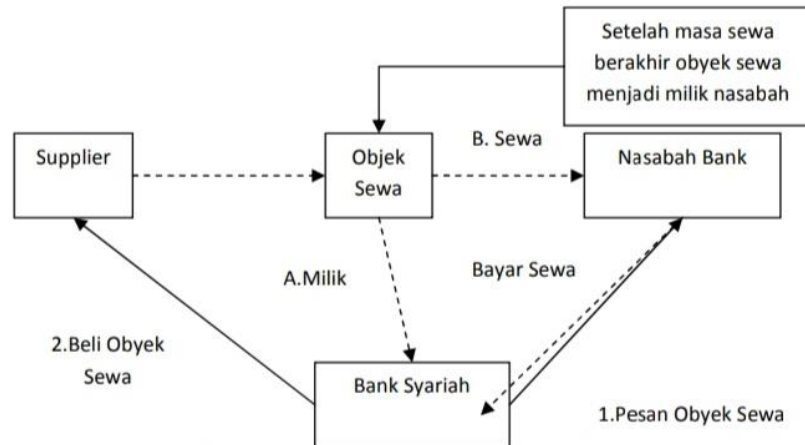 Setelah masa sewa
berakhir obyek sewa
menjadi milik nasabah
Supplier
Objek
Sewa
B. Sewa
Nasabah Bank
A.Milik
Bayar Sewa
2.Beli Obyek
Sewa
Bank Syariah
1.Pesan Obyek Sewa